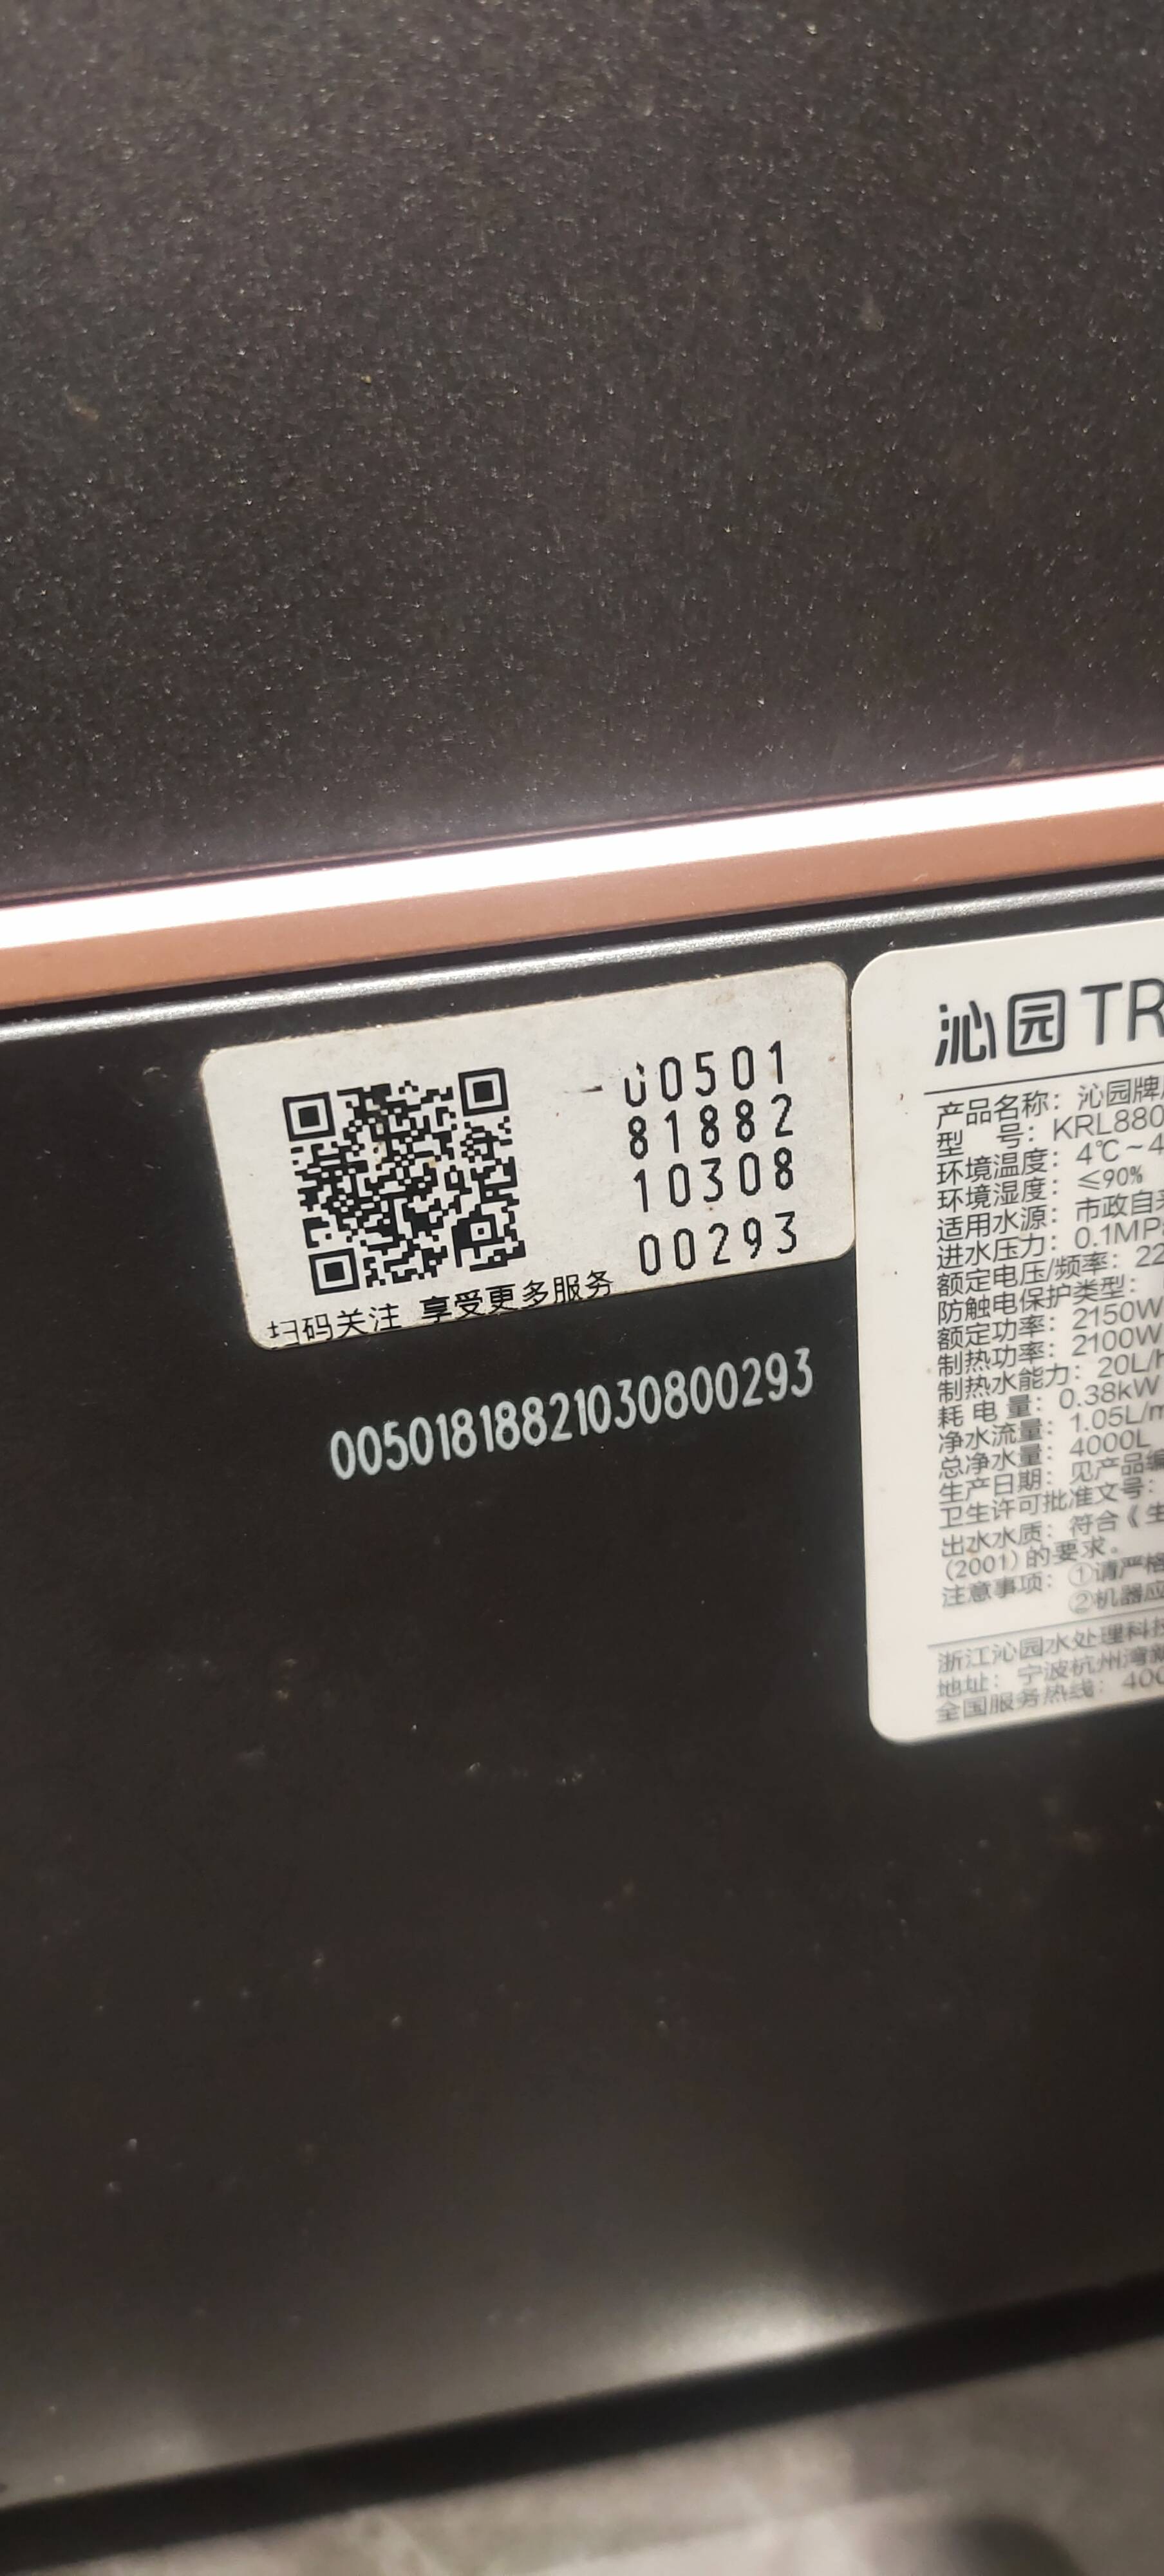 00501
81882
10308
00293
扫码关注 享受更多服务
00501818821030800293
沁园TR
产品名称：沁园牌
型 号：KRL880
环境温度：4℃~4
环境湿度：≤90%
适用水源：市政自来
进水压力：0.1MP
额定电压/频率：22
防触电保护类型：
额定功率：2150W
制热功率：2100W
制热水能力：20L/h
耗 电 量：0.38kW
净水流量：1.05L/m
总净水量：4000L
生产日期：见产品编
卫生许可批准文号：
出水水质：符合《生
(2001)的要求。
注意事项：①请严格
②机器应
浙江沁园水处理科技
地址：宁波杭州湾新
全国服务热线：400